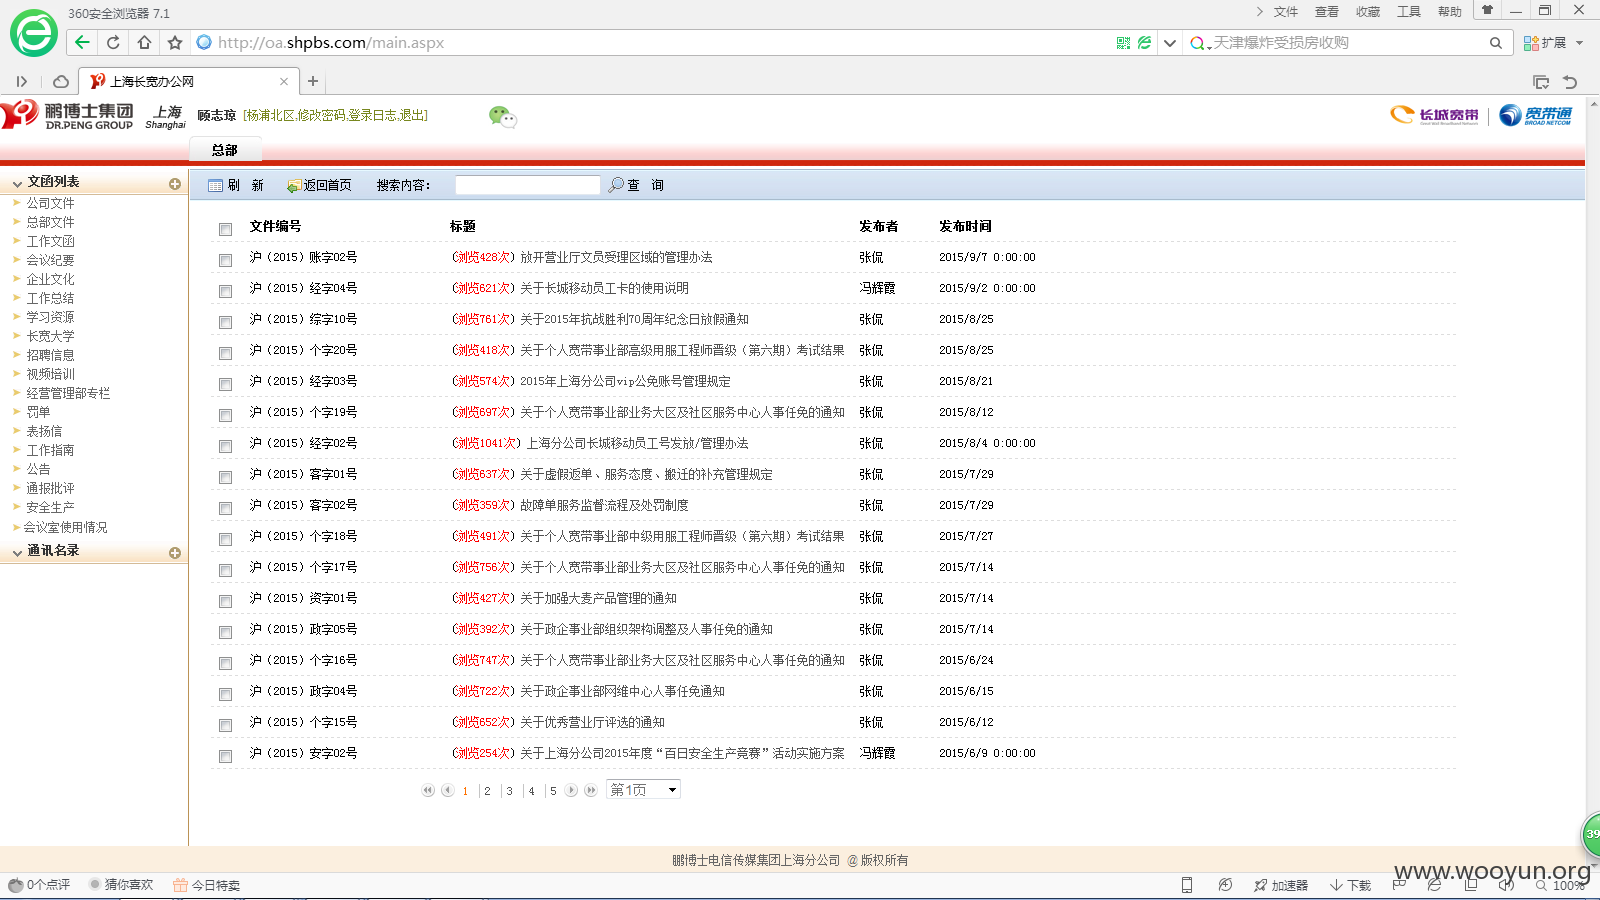 360安全浏览器 7.1
文件 查看 收藏 工具 帮助
http://oa.shpbs.com/main.aspx
天津爆炸受损房收购
扩展
上海长宽办公网
鹏博士集团 DR.PENG GROUP
上海 Shanghai
顾志琼 [杨浦北区,修改密码,登录日志,退出]
长城宽带
宽带通 BROAD NETCOM
总部
文函列表
公司文件
总部文件
工作文函
会议纪要
企业文化
工作总结
学习资源
长宽大学
招聘信息
视频培训
经营管理部专栏
罚单
表扬信
工作指南
公告
通报批评
安全生产
会议室使用情况
通讯名录
刷 新 返回首页 搜索内容: 查 询
文件编号 标题 发布者 发布时间
沪（2015）账字02号 (浏览428次) 放开营业厅文员受理区域的管理办法 张侃 2015/9/7 0:00:00
沪（2015）经字04号 (浏览621次) 关于长城移动员工卡的使用说明 冯辉霞 2015/9/2 0:00:00
沪（2015）综字10号 (浏览761次) 关于2015年抗战胜利70周年纪念日放假通知 张侃 2015/8/25
沪（2015）个字20号 (浏览418次) 关于个人宽带事业部高级用服工程师晋级（第六期）考试结果 张侃 2015/8/25
沪（2015）经字03号 (浏览574次) 2015年上海分公司vip公免账号管理规定 张侃 2015/8/21
沪（2015）个字19号 (浏览697次) 关于个人宽带事业部业务大区及社区服务中心人事任免的通知 张侃 2015/8/12
沪（2015）经字02号 (浏览1041次) 上海分公司长城移动员工号发放/管理办法 张侃 2015/8/4 0:00:00
沪（2015）客字01号 (浏览637次) 关于虚假返单、服务态度、搬迁的补充管理规定 张侃 2015/7/29
沪（2015）客字02号 (浏览359次) 故障单服务监督流程及处罚制度 张侃 2015/7/29
沪（2015）个字18号 (浏览491次) 关于个人宽带事业部中级用服工程师晋级（第六期）考试结果 张侃 2015/7/27
沪（2015）个字17号 (浏览756次) 关于个人宽带事业部业务大区及社区服务中心人事任免的通知 张侃 2015/7/14
沪（2015）资字01号 (浏览427次) 关于加强大麦产品管理的通知 张侃 2015/7/14
沪（2015）政字05号 (浏览392次) 关于政企事业部组织架构调整及人事任免的通知 张侃 2015/7/14
沪（2015）个字16号 (浏览747次) 关于个人宽带事业部业务大区及社区服务中心人事任免的通知 张侃 2015/6/24
沪（2015）政字04号 (浏览722次) 关于政企事业部网维中心人事任免通知 张侃 2015/6/15
沪（2015）个字15号 (浏览652次) 关于优秀营业厅评选的通知 张侃 2015/6/12
沪（2015）安字02号 (浏览254次) 关于上海分公司2015年度“百日安全生产竞赛”活动实施方案 冯辉霞 2015/6/9 0:00:00
1 2 3 4 5 第1页
39
鹏博士电信传媒集团上海分公司 @ 版权所有
www.wooyun.org
0个点评 猜你喜欢 今日特卖 加速器 下载 100%